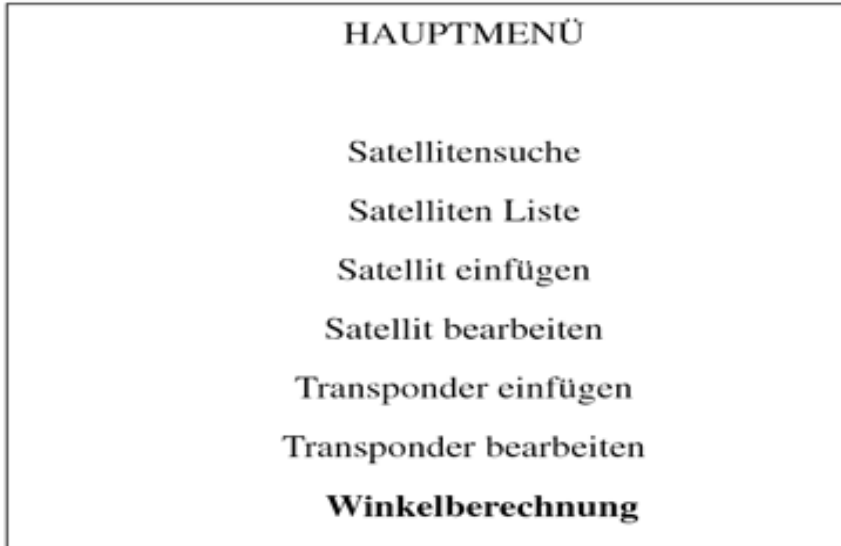 HAUPTMENÜ
Satellitensuche
Satelliten Liste
Satellit einfügen
Satellit bearbeiten
Transponder einfügen
Transponder bearbeiten
Winkelberechnung